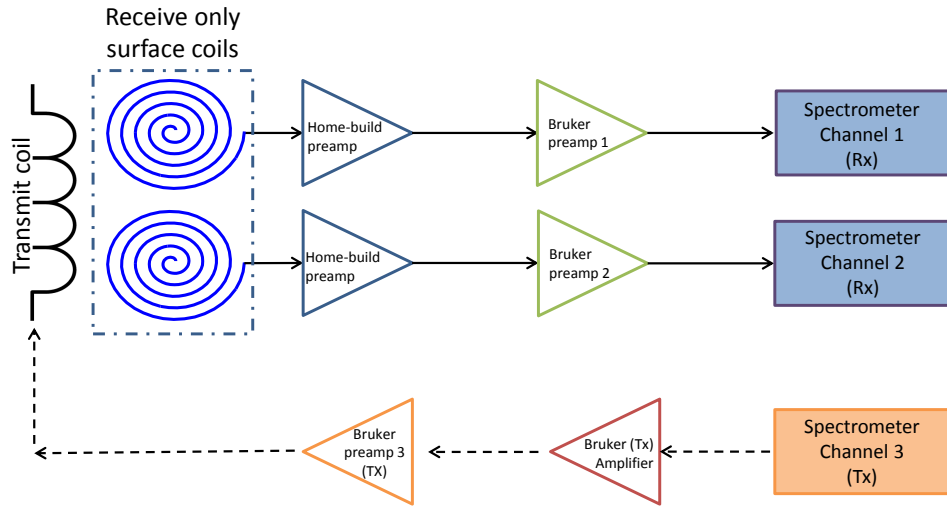 Receive only
surface coils
Transmit coil
Home-build
preamp
Bruker
preamp 1
Spectrometer
Channel 1
(Rx)
Home-build
preamp
Bruker
preamp 2
Spectrometer
Channel 2
(Rx)
Bruker
preamp 3
(TX)
Bruker (Tx)
Amplifier
Spectrometer
Channel 3
(Tx)